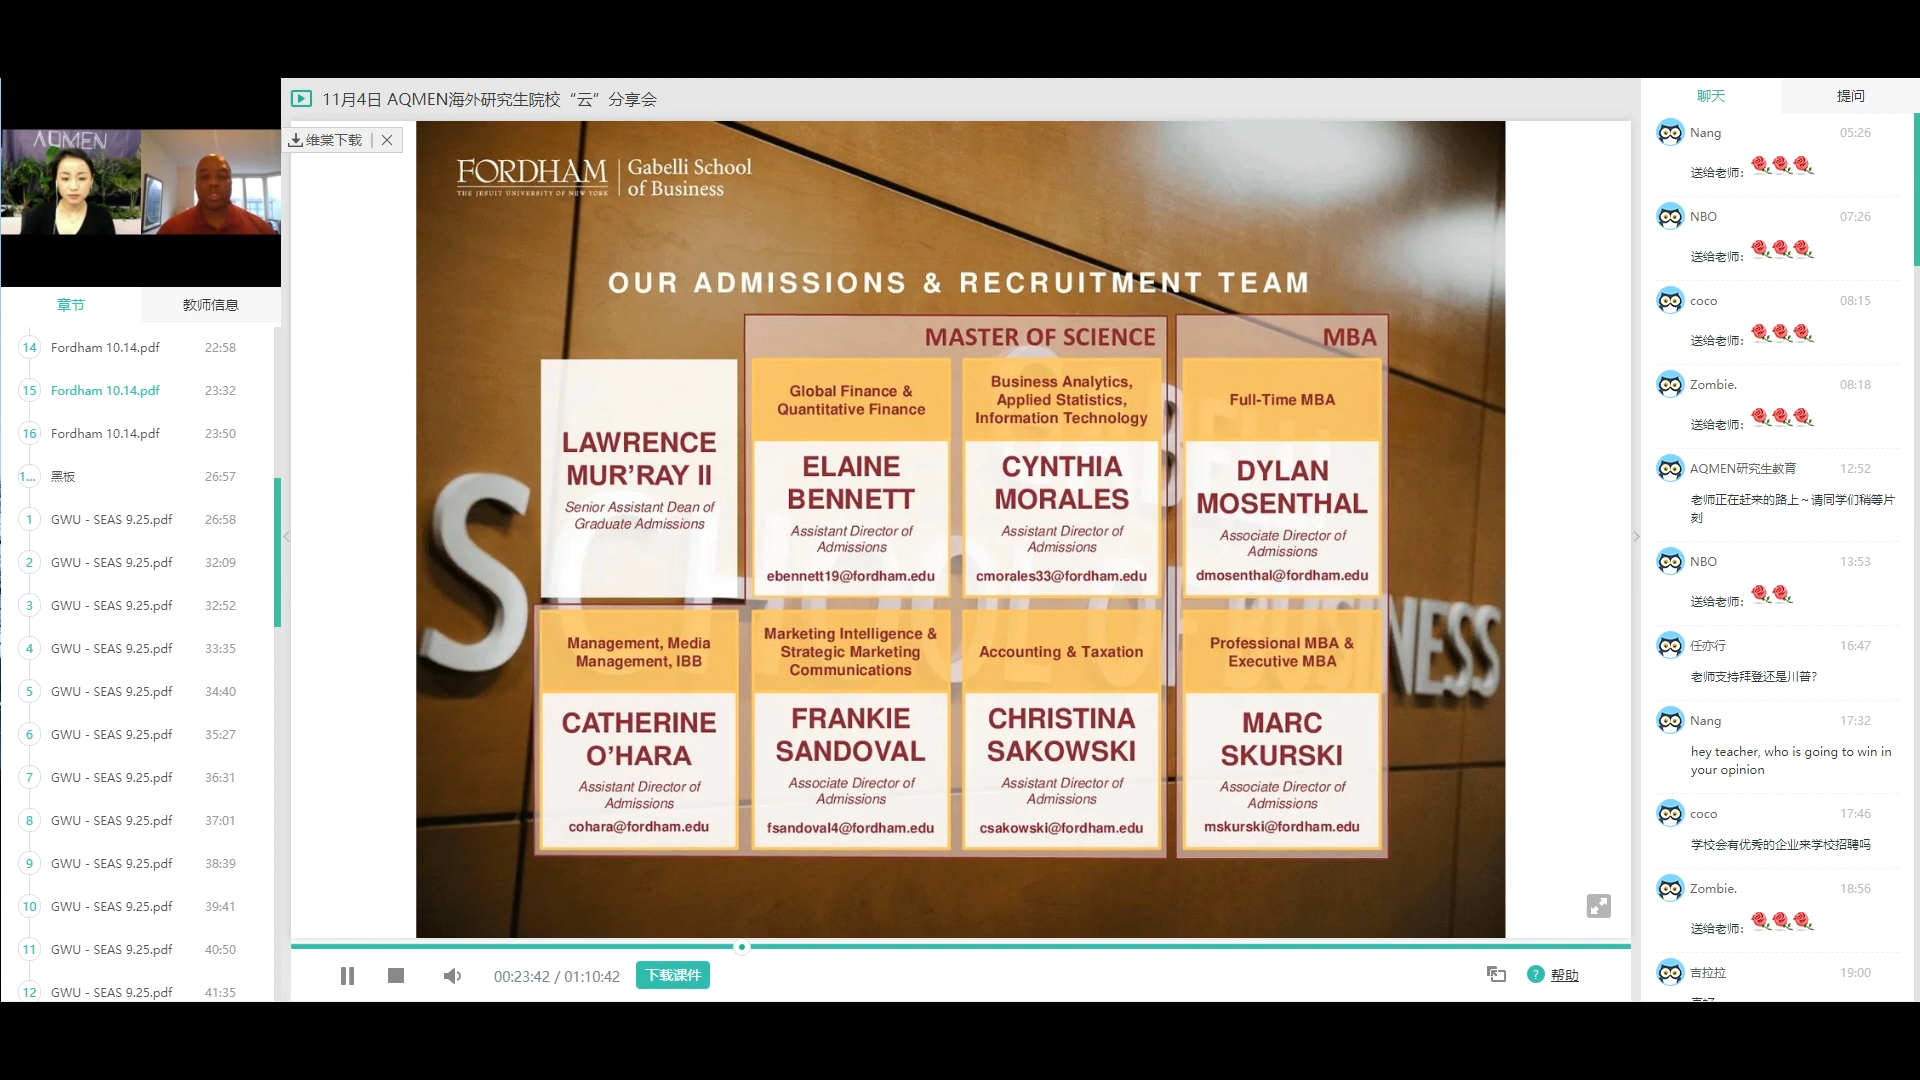 AQMEN
章节
教师信息
14 Fordham 10.14.pdf 22:58
15 Fordham 10.14.pdf 23:32
16 Fordham 10.14.pdf 23:50
1... 黑板 26:57
1 GWU - SEAS 9.25.pdf 26:58
2 GWU - SEAS 9.25.pdf 32:09
3 GWU - SEAS 9.25.pdf 32:52
4 GWU - SEAS 9.25.pdf 33:35
5 GWU - SEAS 9.25.pdf 34:40
6 GWU - SEAS 9.25.pdf 35:27
7 GWU - SEAS 9.25.pdf 36:31
8 GWU - SEAS 9.25.pdf 37:01
9 GWU - SEAS 9.25.pdf 38:39
10 GWU - SEAS 9.25.pdf 39:41
11 GWU - SEAS 9.25.pdf 40:50
12 GWU - SEAS 9.25.pdf 41:35
11月4日 AQMEN海外研究生院校“云”分享会
维棠下载
FORDHAM
THE JESUIT UNIVERSITY OF NEW YORK
Gabelli School
of Business
OUR ADMISSIONS & RECRUITMENT TEAM
MASTER OF SCIENCE
MBA
LAWRENCE
MUR’RAY II
Senior Assistant Dean of
Graduate Admissions
Global Finance &
Quantitative Finance
ELAINE
BENNETT
Assistant Director of
Admissions
ebennett19@fordham.edu
Business Analytics,
Applied Statistics,
Information Technology
CYNTHIA
MORALES
Assistant Director of
Admissions
cmorales33@fordham.edu
Full-Time MBA
DYLAN
MOSENTHAL
Associate Director of
Admissions
dmosenthal@fordham.edu
Management, Media
Management, IBB
CATHERINE
O’HARA
Assistant Director of
Admissions
cohara@fordham.edu
Marketing Intelligence &
Strategic Marketing
Communications
FRANKIE
SANDOVAL
Associate Director of
Admissions
fsandoval4@fordham.edu
Accounting & Taxation
CHRISTINA
SAKOWSKI
Assistant Director of
Admissions
csakowski@fordham.edu
Professional MBA &
Executive MBA
MARC
SKURSKI
Associate Director of
Admissions
mskurski@fordham.edu
SCHOOL OF BUSINESS
00:23:42 / 01:10:42
下载课件
? 帮助
聊天
提问
Nang 05:26
送给老师:
NBO 07:26
送给老师:
coco 08:15
送给老师:
Zombie. 08:18
送给老师:
AQMEN研究生教育 12:52
老师正在赶来的路上~请同学们稍等片
刻
NBO 13:53
送给老师:
任亦行 16:47
老师支持拜登还是川普?
Nang 17:32
hey teacher, who is going to win in
your opinion
coco 17:46
学校会有优秀的企业来学校招聘吗
Zombie. 18:56
送给老师:
吉拉拉 19:00